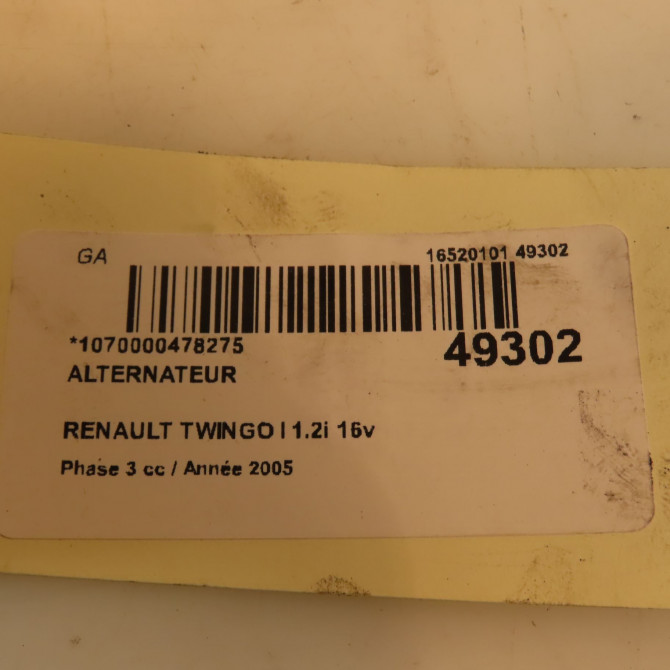 GA 16520101 49302
*1070000478275 49302
ALTERNATEUR
RENAULT TWINGO I 1.2i 16v
Phase 3 cc / Année 2005